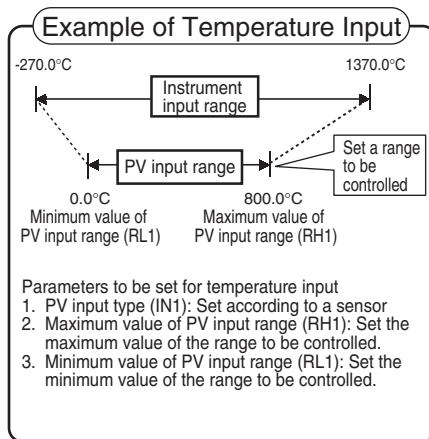 Example of Temperature Input
-270.0°C
1370.0°C
Instrument
input range
PV input range
Set a range
to be
controlled
0.0°C
Minimum value of
PV input range (RL1)
800.0°C
Maximum value of
PV input range (RH1)
Parameters to be set for temperature input
1. PV input type (IN1): Set according to a sensor
2. Maximum value of PV input range (RH1): Set the
maximum value of the range to be controlled.
3. Minimum value of PV input range (RL1): Set the
minimum value of the range to be controlled.